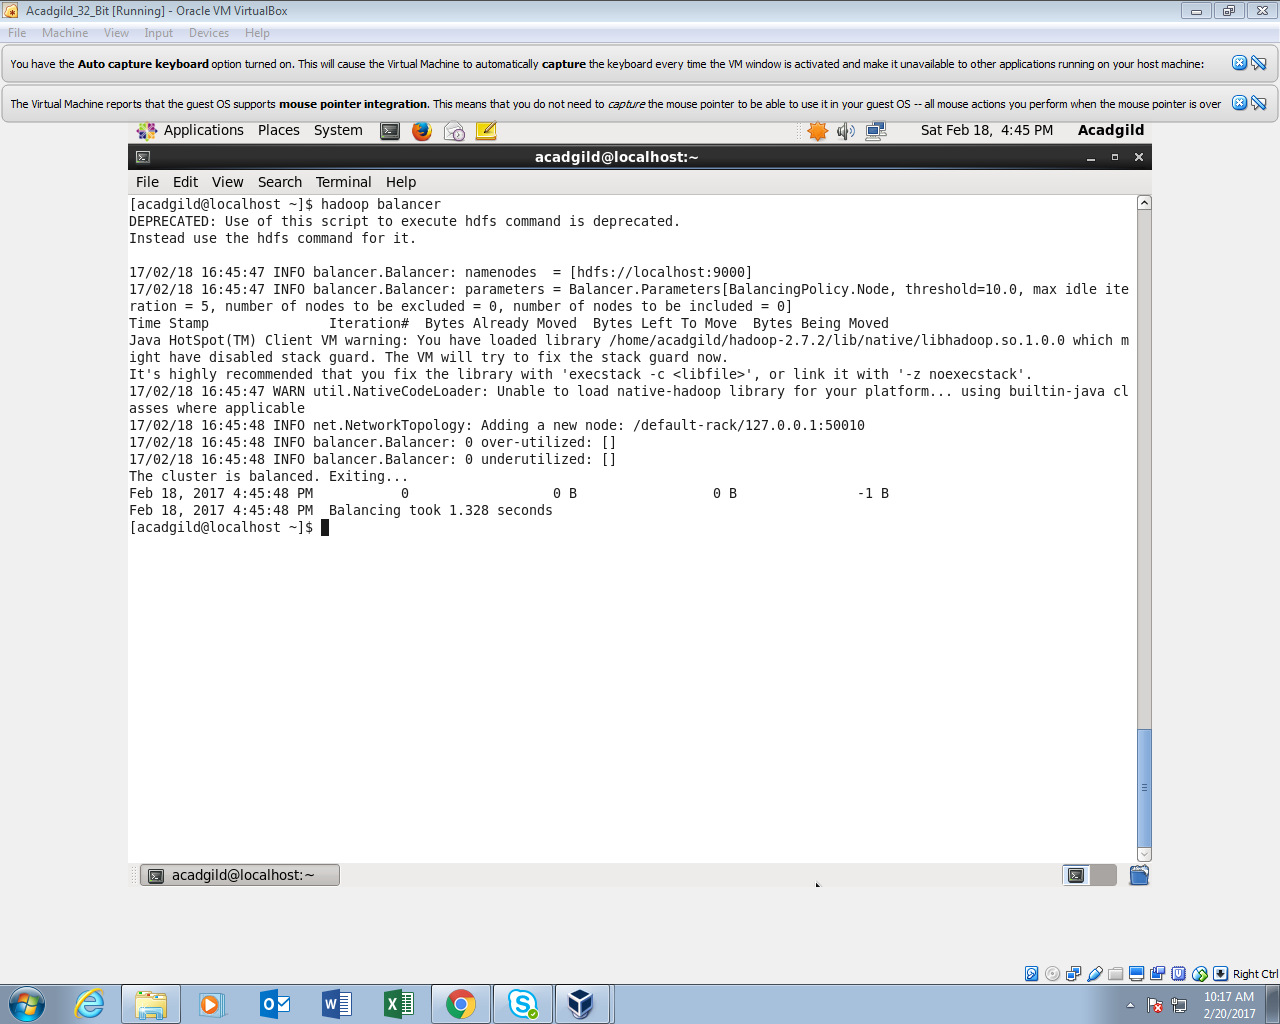 Acadgild_32_Bit [Running] - Oracle VM VirtualBox
File Machine View Input Devices Help
You have the Auto capture keyboard option turned on. This will cause the Virtual Machine to automatically capture the keyboard every time the VM window is activated and make it unavailable to other applications running on your host machine:
The Virtual Machine reports that the guest OS supports mouse pointer integration. This means that you do not need to capture the mouse pointer to be able to use it in your guest OS -- all mouse actions you perform when the mouse pointer is over
Applications Places System Sat Feb 18, 4:45 PM Acadgild
acadgild@localhost:~
File Edit View Search Terminal Help
[acadgild@localhost ~]$ hadoop balancer
DEPRECATED: Use of this script to execute hdfs command is deprecated.
Instead use the hdfs command for it.
17/02/18 16:45:47 INFO balancer.Balancer: namenodes  = [hdfs://localhost:9000]
17/02/18 16:45:47 INFO balancer.Balancer: parameters = Balancer.Parameters[BalancingPolicy.Node, threshold=10.0, max idle ite
ration = 5, number of nodes to be excluded = 0, number of nodes to be included = 0]
Time Stamp               Iteration#  Bytes Already Moved  Bytes Left To Move  Bytes Being Moved
Java HotSpot(TM) Client VM warning: You have loaded library /home/acadgild/hadoop-2.7.2/lib/native/libhadoop.so.1.0.0 which m
ight have disabled stack guard. The VM will try to fix the stack guard now.
It's highly recommended that you fix the library with 'execstack -c <libfile>', or link it with '-z noexecstack'.
17/02/18 16:45:47 WARN util.NativeCodeLoader: Unable to load native-hadoop library for your platform... using builtin-java cl
asses where applicable
17/02/18 16:45:48 INFO net.NetworkTopology: Adding a new node: /default-rack/127.0.0.1:50010
17/02/18 16:45:48 INFO balancer.Balancer: 0 over-utilized: []
17/02/18 16:45:48 INFO balancer.Balancer: 0 underutilized: []
The cluster is balanced. Exiting...
Feb 18, 2017 4:45:48 PM           0                  0 B                 0 B               -1 B
Feb 18, 2017 4:45:48 PM  Balancing took 1.328 seconds
[acadgild@localhost ~]$
acadgild@localhost:~
Right Ctrl
10:17 AM
2/20/2017